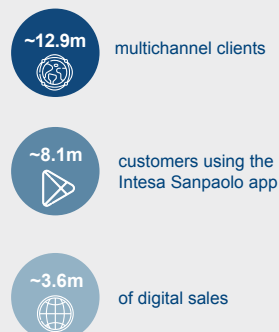 ~12.9m
multichannel clients
~8.1m
customers using the
Intesa Sanpaolo app
~3.6m
of digital sales